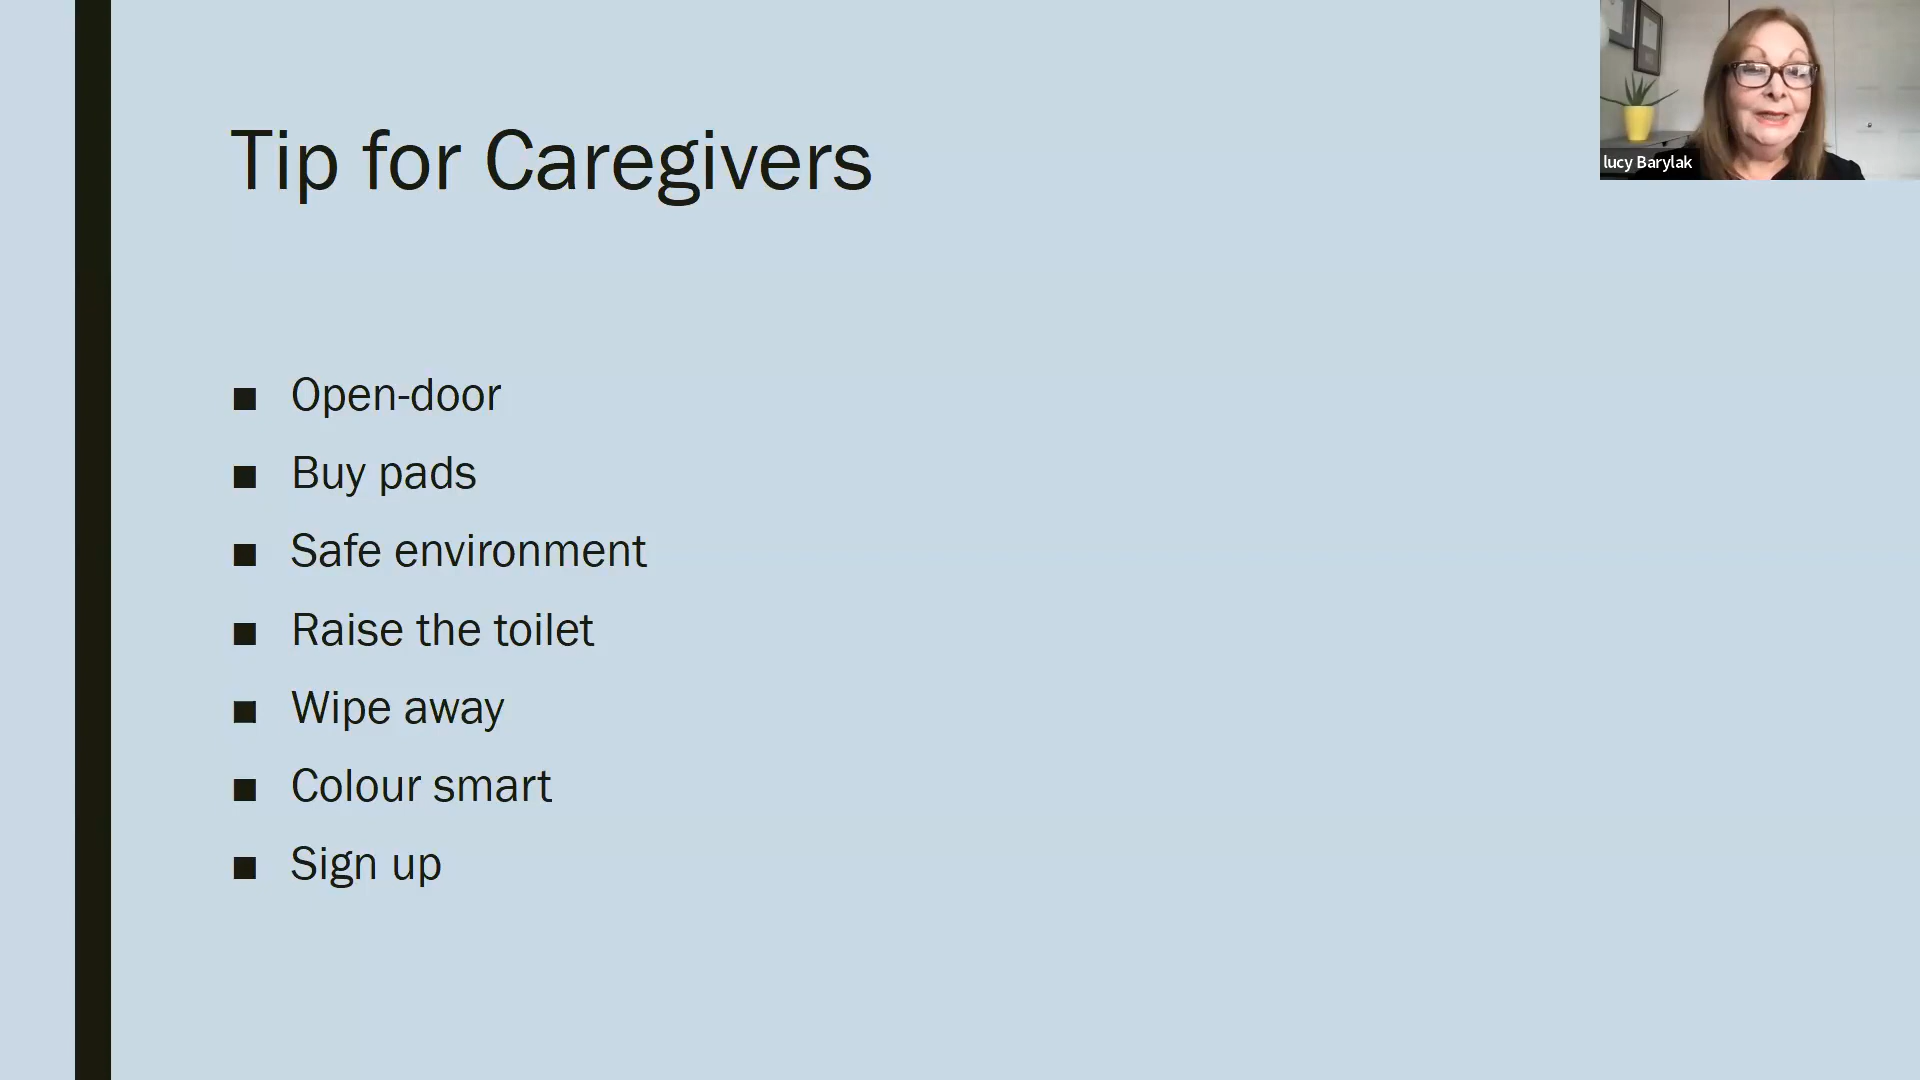 Tip for Caregivers
lucy Barylak
■ Open-door
■ Buy pads
■ Safe environment
■ Raise the toilet
■ Wipe away
■ Colour smart
■ Sign up